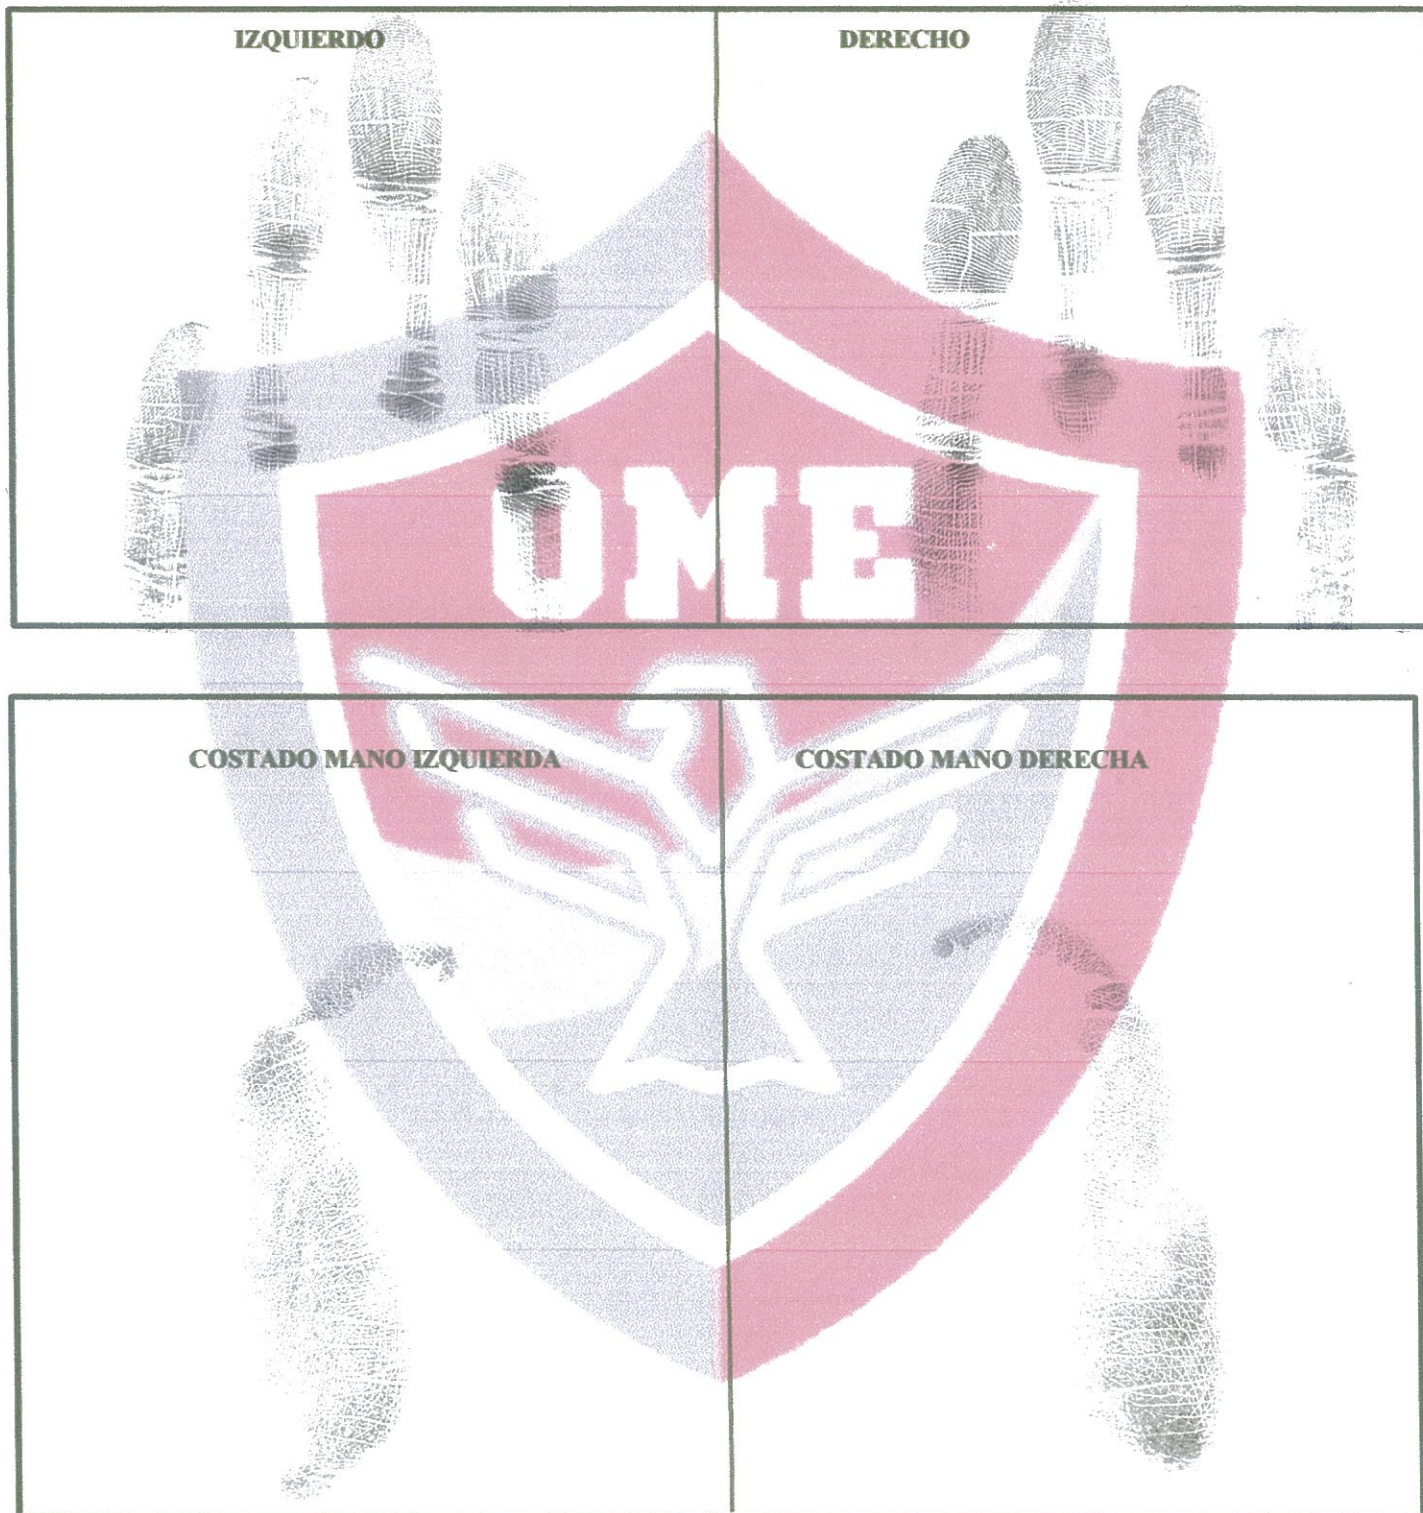 IZQUIERDO
DERECHO
OME
COSTADO MANO IZQUIERDA
COSTADO MANO DERECHA